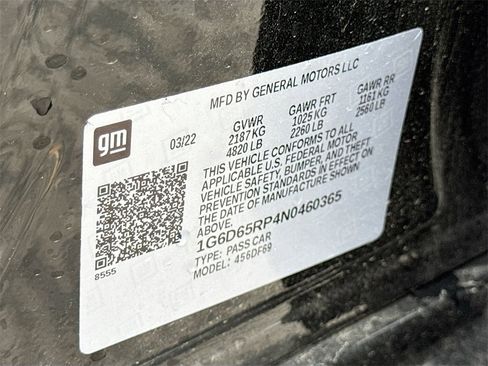 MFD BY GENERAL MOTORS LLC
gm
03/22
GVWR GAWR FRT GAWR RR
2187 KG 1025 KG 1161 KG
4820 LB 2260 LB 2560 LB
THIS VEHICLE CONFORMS TO ALL
APPLICABLE U.S. FEDERAL MOTOR
VEHICLE SAFETY, BUMPER, AND THEFT
PREVENTION STANDARDS IN EFFECT ON
THE DATE OF MANUFACTURE SHOWN
ABOVE.
1G6D65RP4N0460365
TYPE: PASS CAR
MODEL: 456DF69
8555